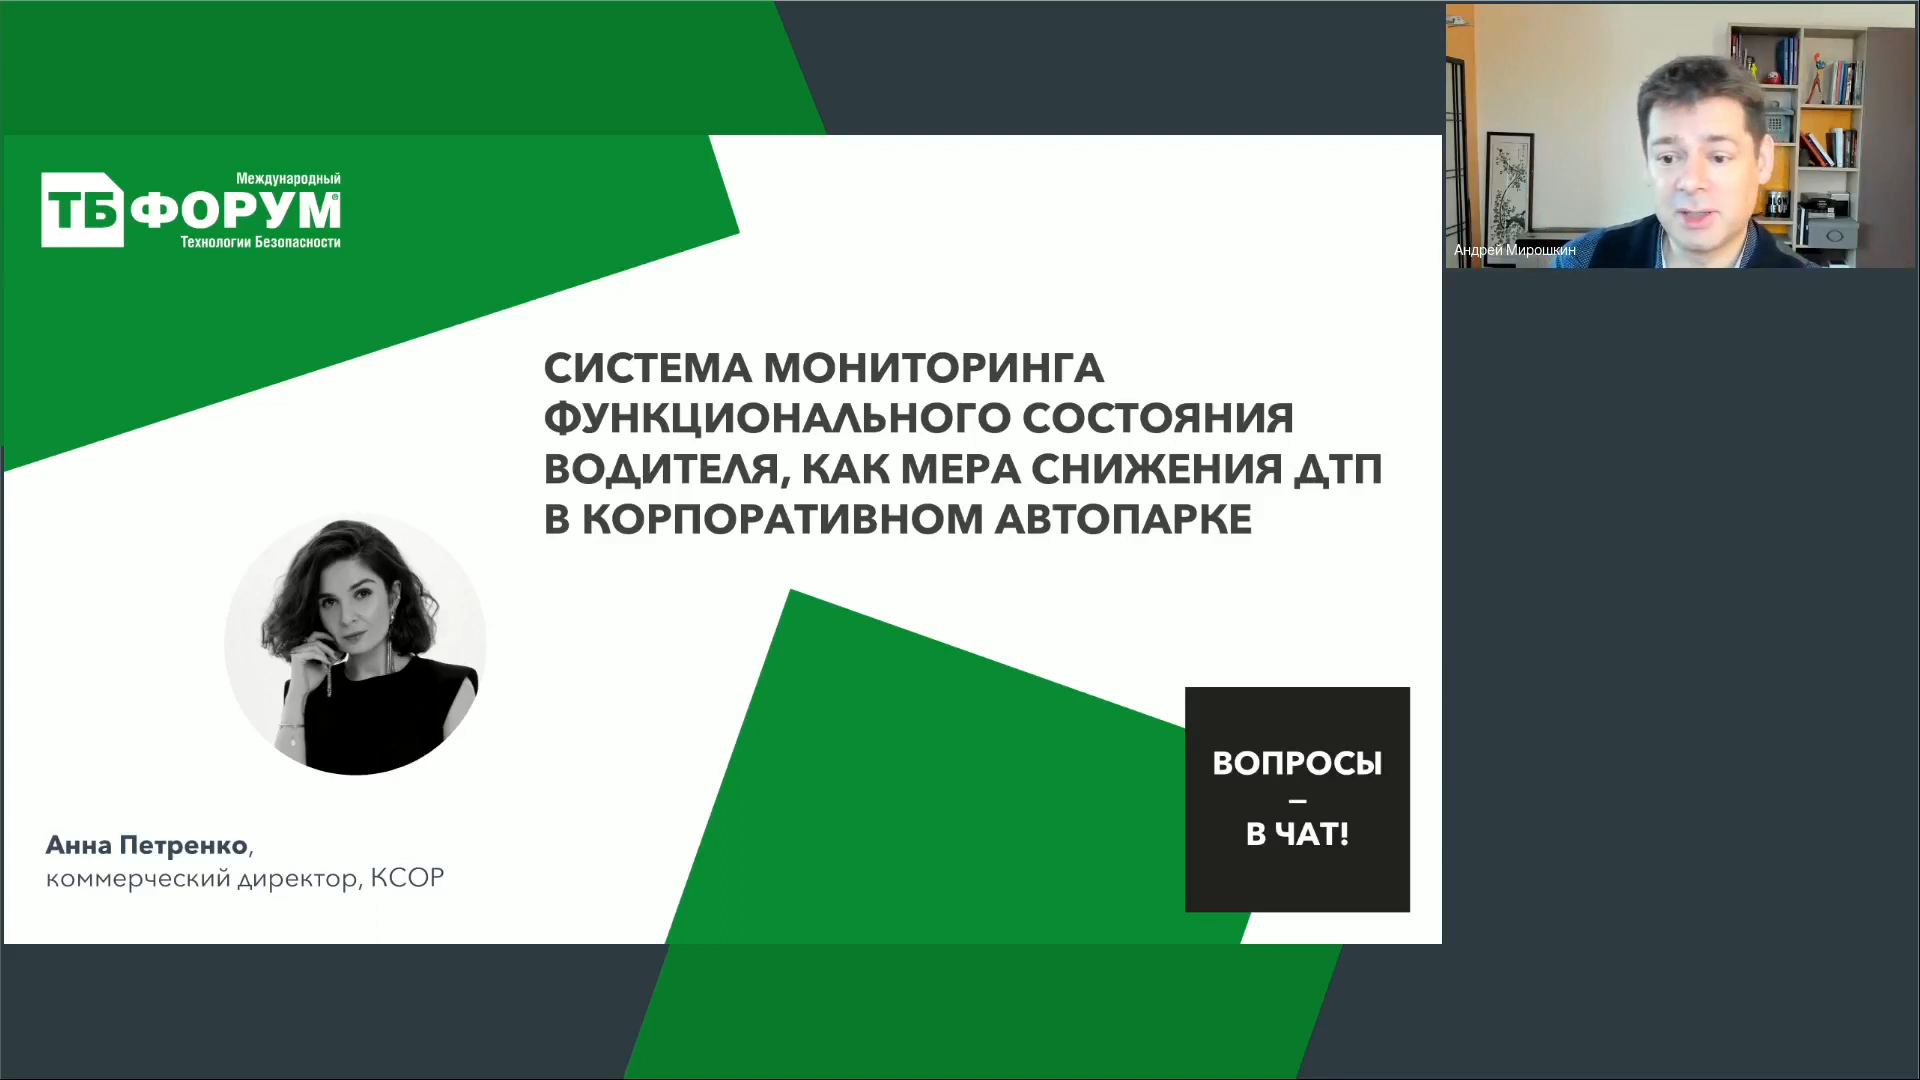 Международный
ТБ ФОРУМ
Технологии Безопасности
СИСТЕМА МОНИТОРИНГА
ФУНКЦИОНАЛЬНОГО СОСТОЯНИЯ
ВОДИТЕЛЯ, КАК МЕРА СНИЖЕНИЯ ДТП
В КОРПОРАТИВНОМ АВТОПАРКЕ
Анна Петренко,
коммерческий директор, КСОР
ВОПРОСЫ
–
В ЧАТ!
Андрей Мирошкин